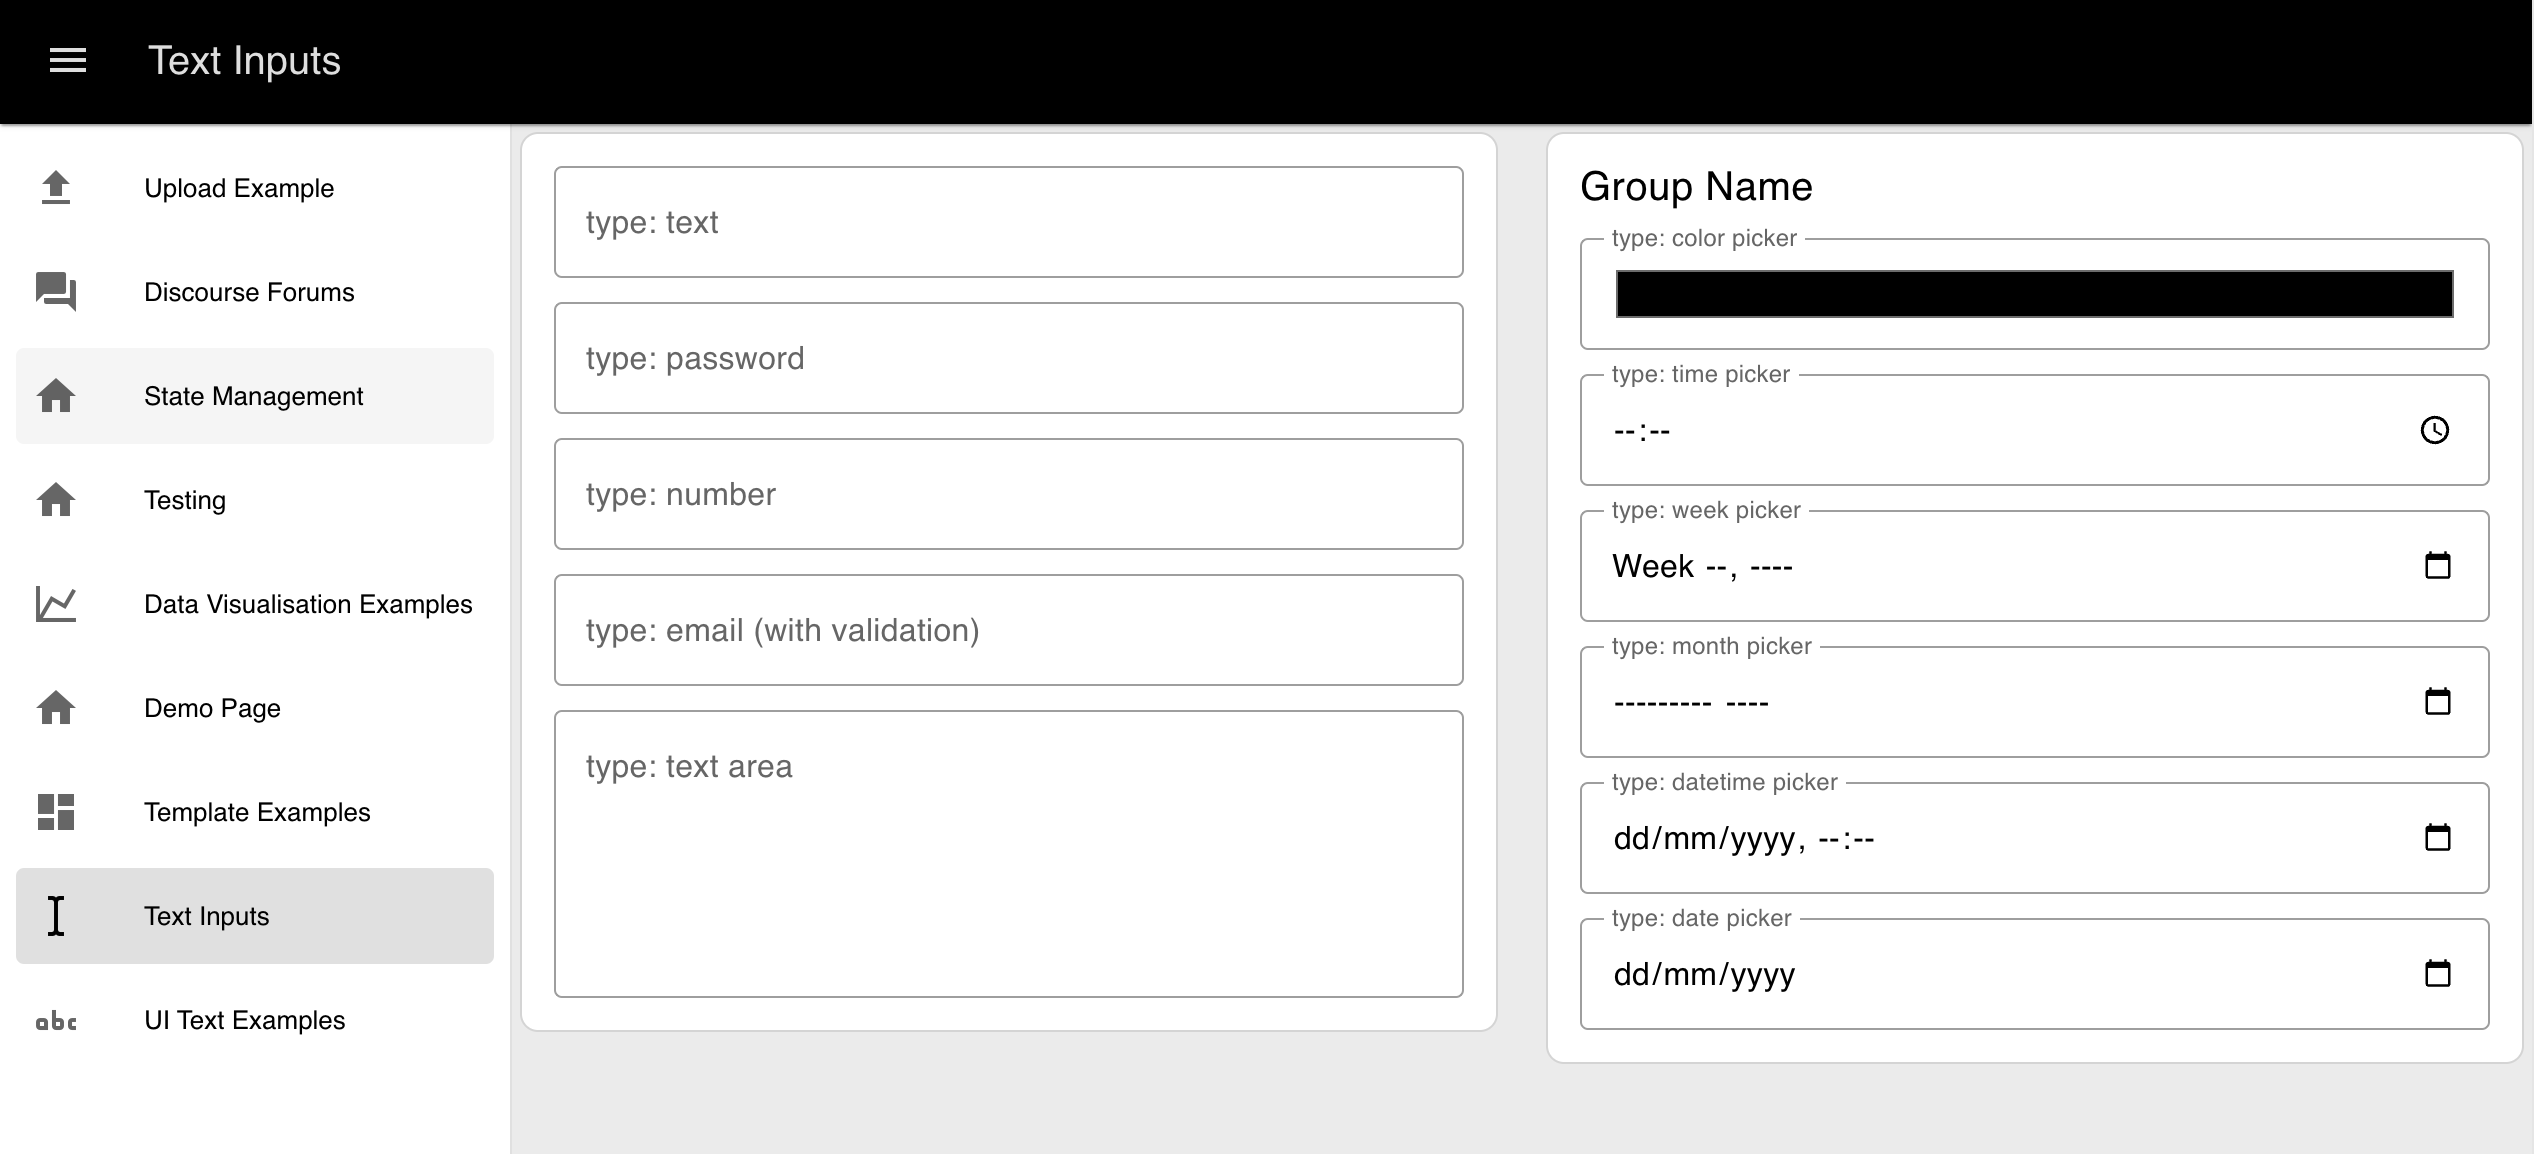 Text Inputs
Upload Example
Discourse Forums
State Management
Testing
Data Visualisation Examples
Demo Page
Template Examples
Text Inputs
abc
UI Text Examples
type: text
type: password
type: number
type: email (with validation)
type: text area
Group Name
type: color picker
type: time picker
--:--
type: week picker
Week --, ----
type: month picker
--------- ----
type: datetime picker
dd/mm/yyyy, --:--
type: date picker
dd/mm/yyyy